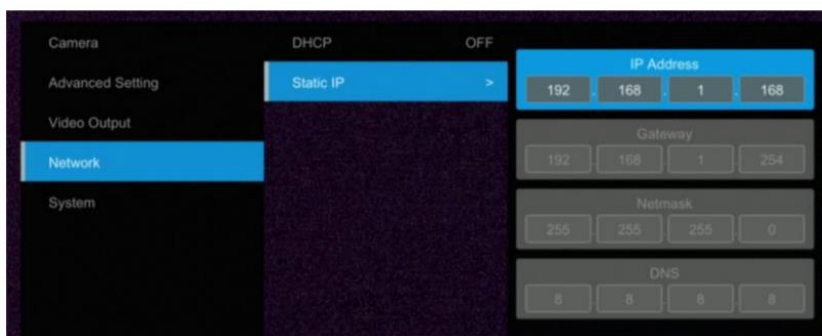 Camera
Advanced Setting
Video Output
Network
System
DHCP OFF
Static IP >
IP Address
192 . 168 . 1 . 168
Gateway
192 . 168 . 1 . 254
Netmask
255 . 255 . 255 . 0
DNS
8 . 8 . 8 . 8